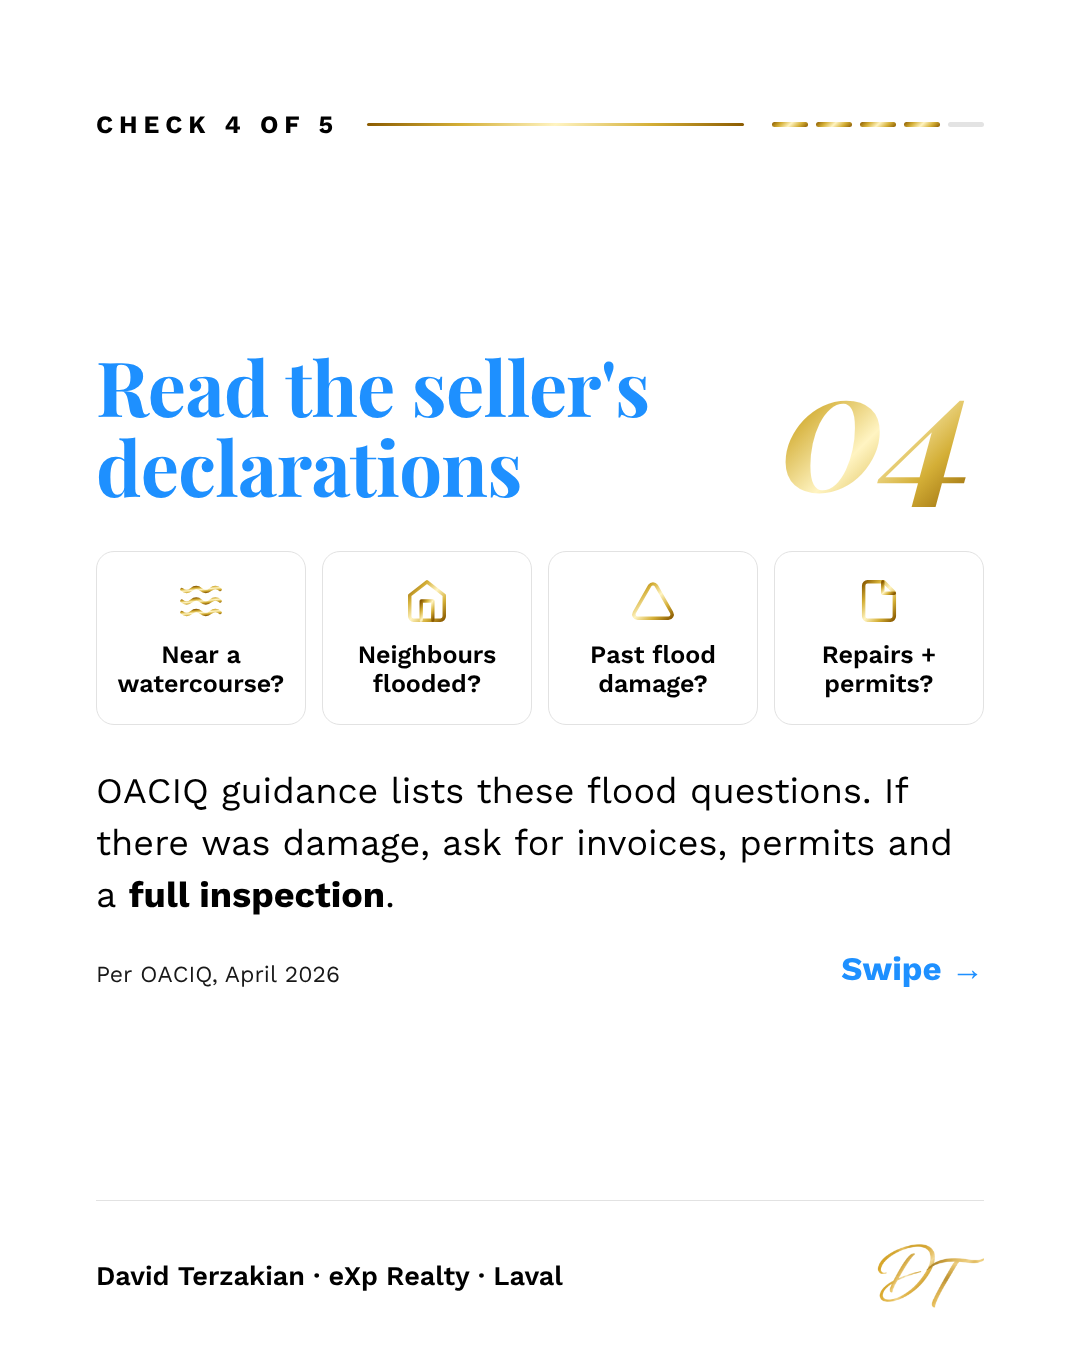 CHECK 4 OF 5
Read the seller's
declarations
04
Near a
watercourse?
Neighbours
flooded?
Past flood
damage?
Repairs +
permits?
OACIQ guidance lists these flood questions. If
there was damage, ask for invoices, permits and
a full inspection.
Per OACIQ, April 2026
Swipe →
David Terzakian · eXp Realty · Laval
DT